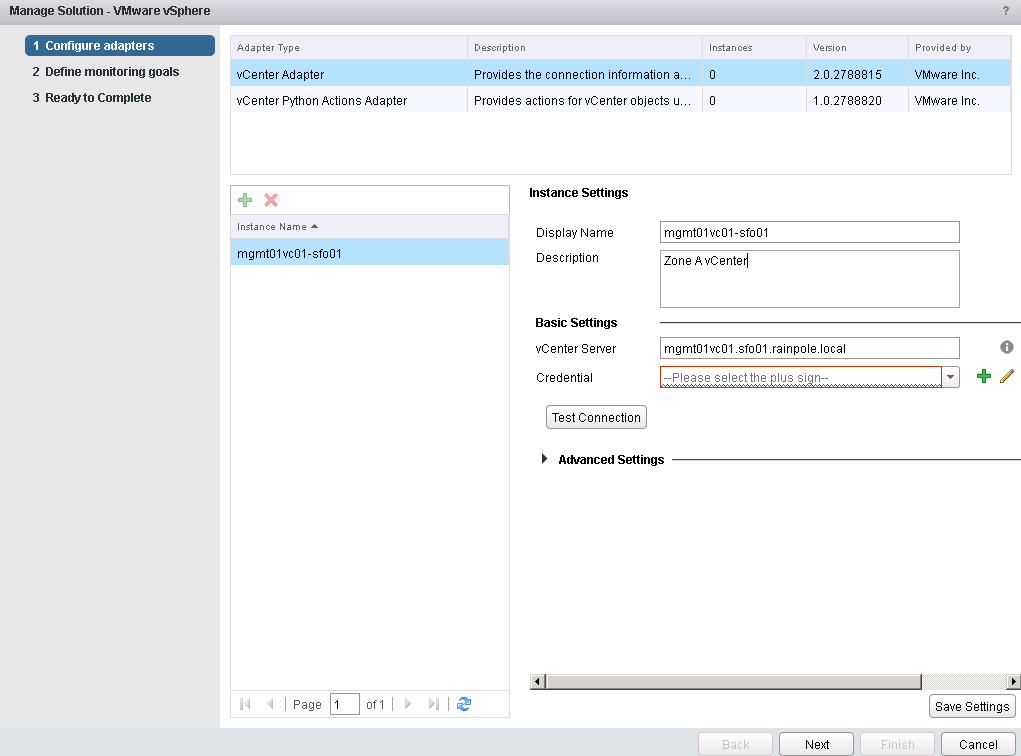 Manage Solution - VMware vSphere ?
1 Configure adapters
2 Define monitoring goals
3 Ready to Complete
Adapter Type Description Instances Version Provided by
vCenter Adapter Provides the connection information a... 0 2.0.2788815 VMware Inc.
vCenter Python Actions Adapter Provides actions for vCenter objects u... 0 1.0.2788820 VMware Inc.
Instance Name
mgmt01vc01-sfo01
Page 1 of 1
Instance Settings
Display Name mgmt01vc01-sfo01
Description Zone A vCenter
Basic Settings
vCenter Server mgmt01vc01.sfo01.rainpole.local
Credential --Please select the plus sign--
Test Connection
Advanced Settings
Save Settings
Back Next Finish Cancel